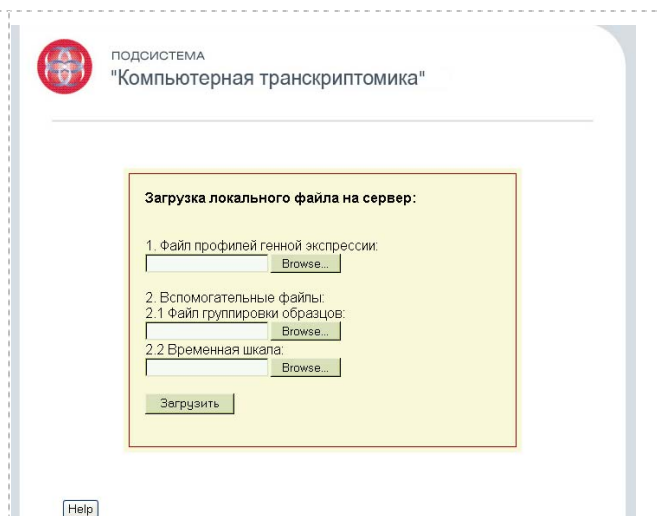 ПОДСИСТЕМА
"Компьютерная транскриптомика"
Загрузка локального файла на сервер:
1. Файл профилей генной экспрессии:
Browse...
2. Вспомогательные файлы:
2.1 Файл группировки образцов:
Browse...
2.2 Временная шкала:
Browse...
Загрузить
Help